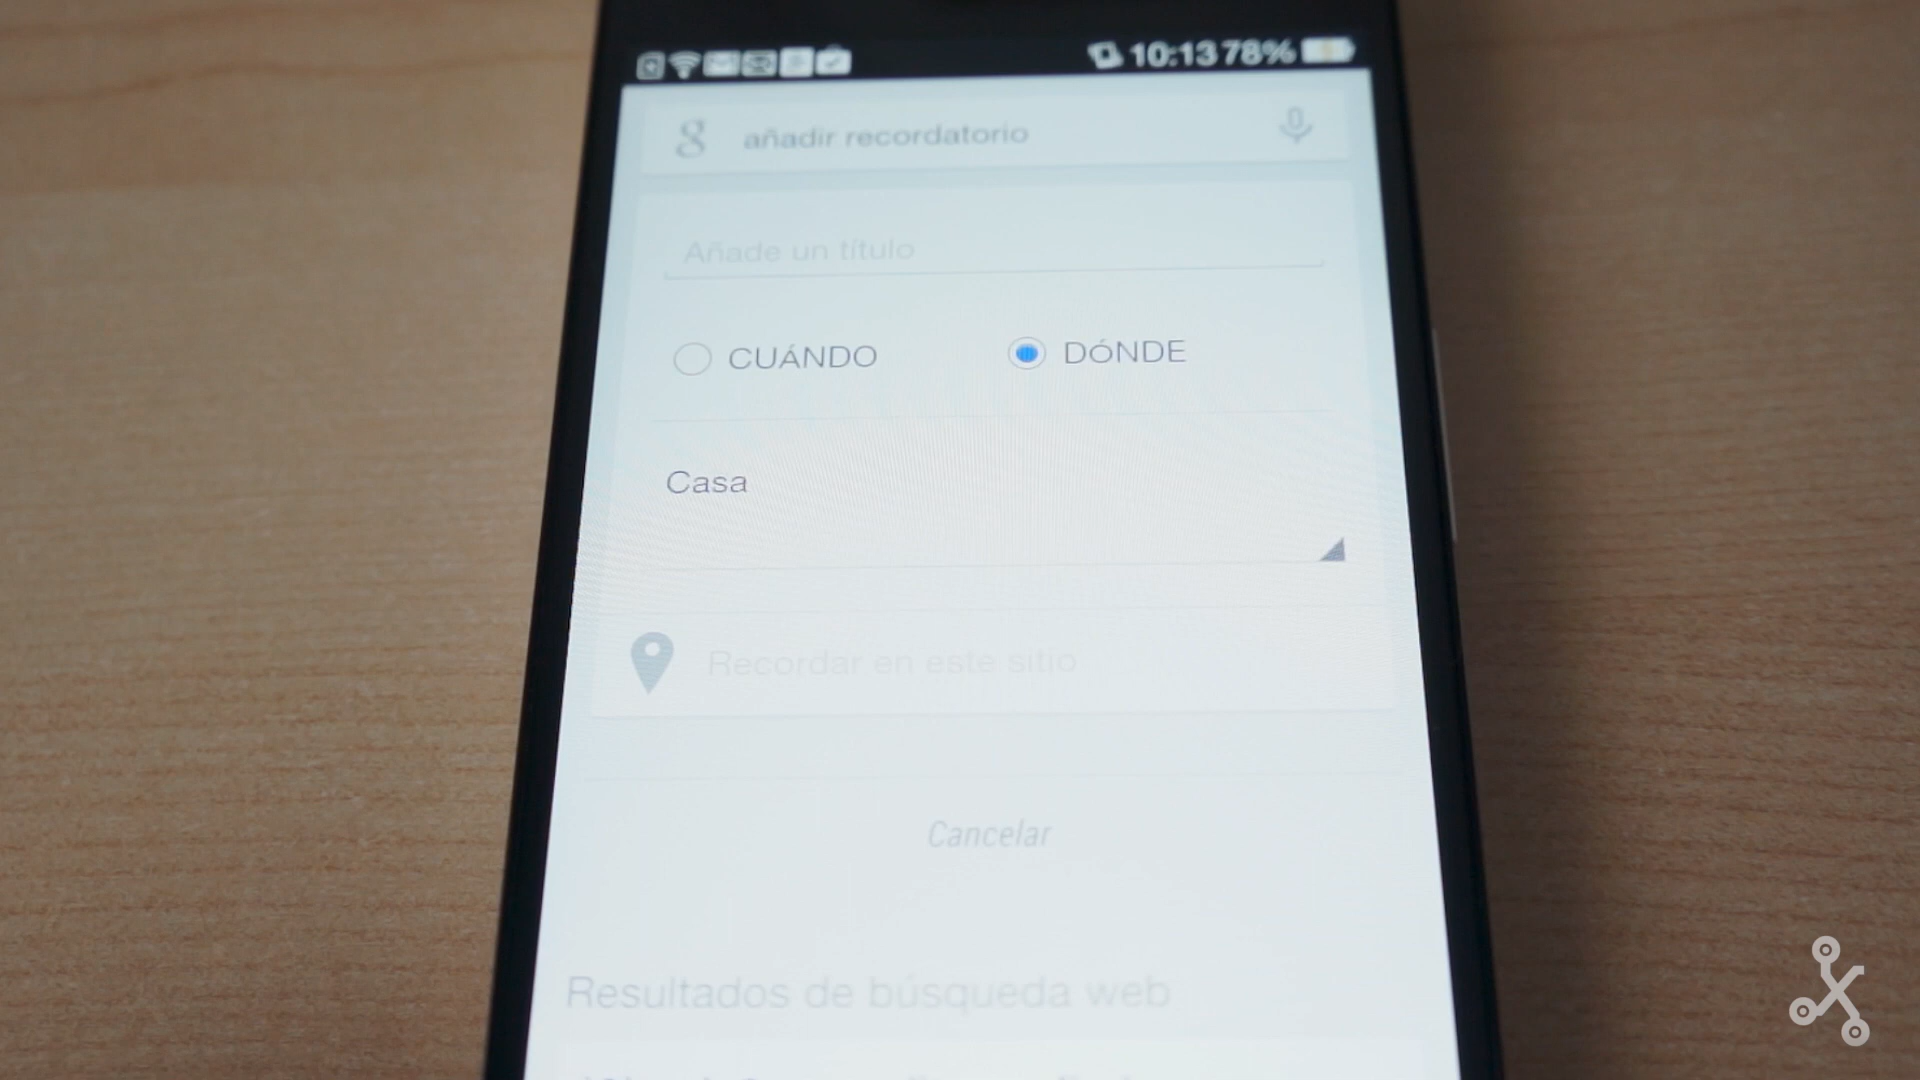 10:13 78%
g añadir recordatorio
Añade un título
CUÁNDO DÓNDE
Casa
Recordar en este sitio
Cancelar
Resultados de búsqueda web